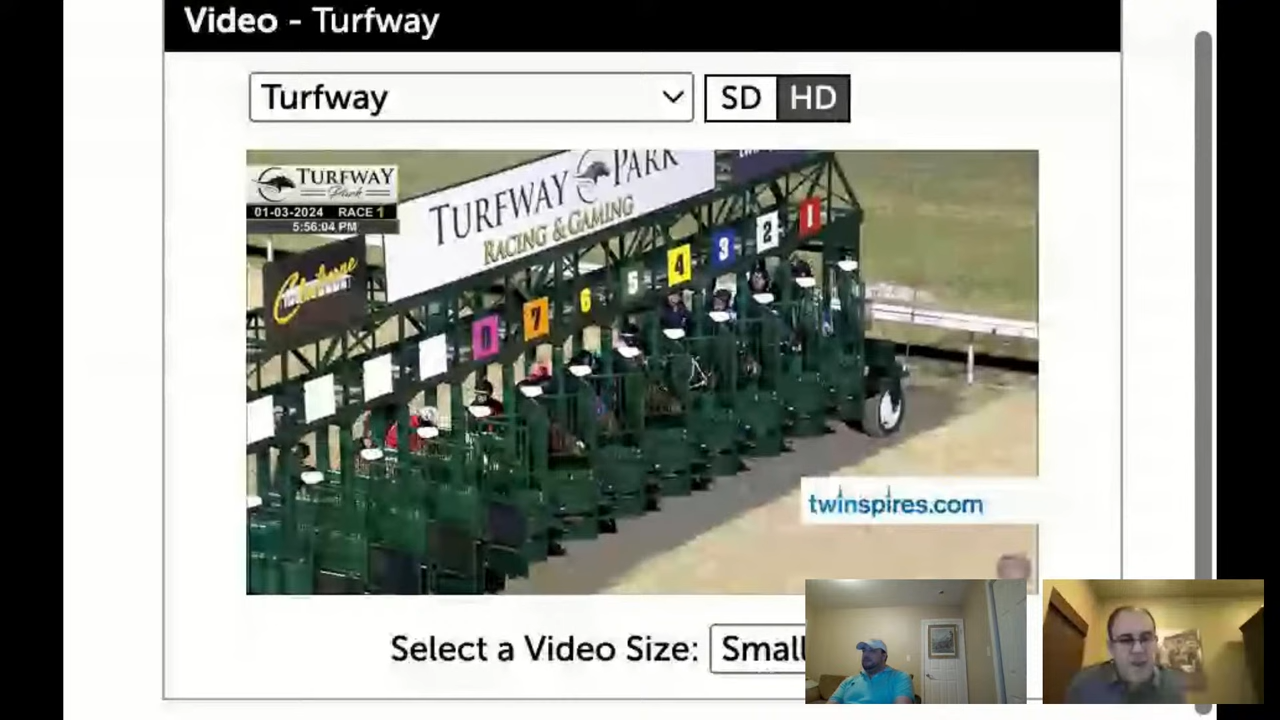 Video - Turfway
Turfway
SD HD
TURFWAY
Park
01-03-2024 RACE 1
5:56:04 PM
TURFWAY PARK
RACING & GAMING
Claiborne
1
2
3
4
5
6
7
8
twinspires.com
Select a Video Size: Small